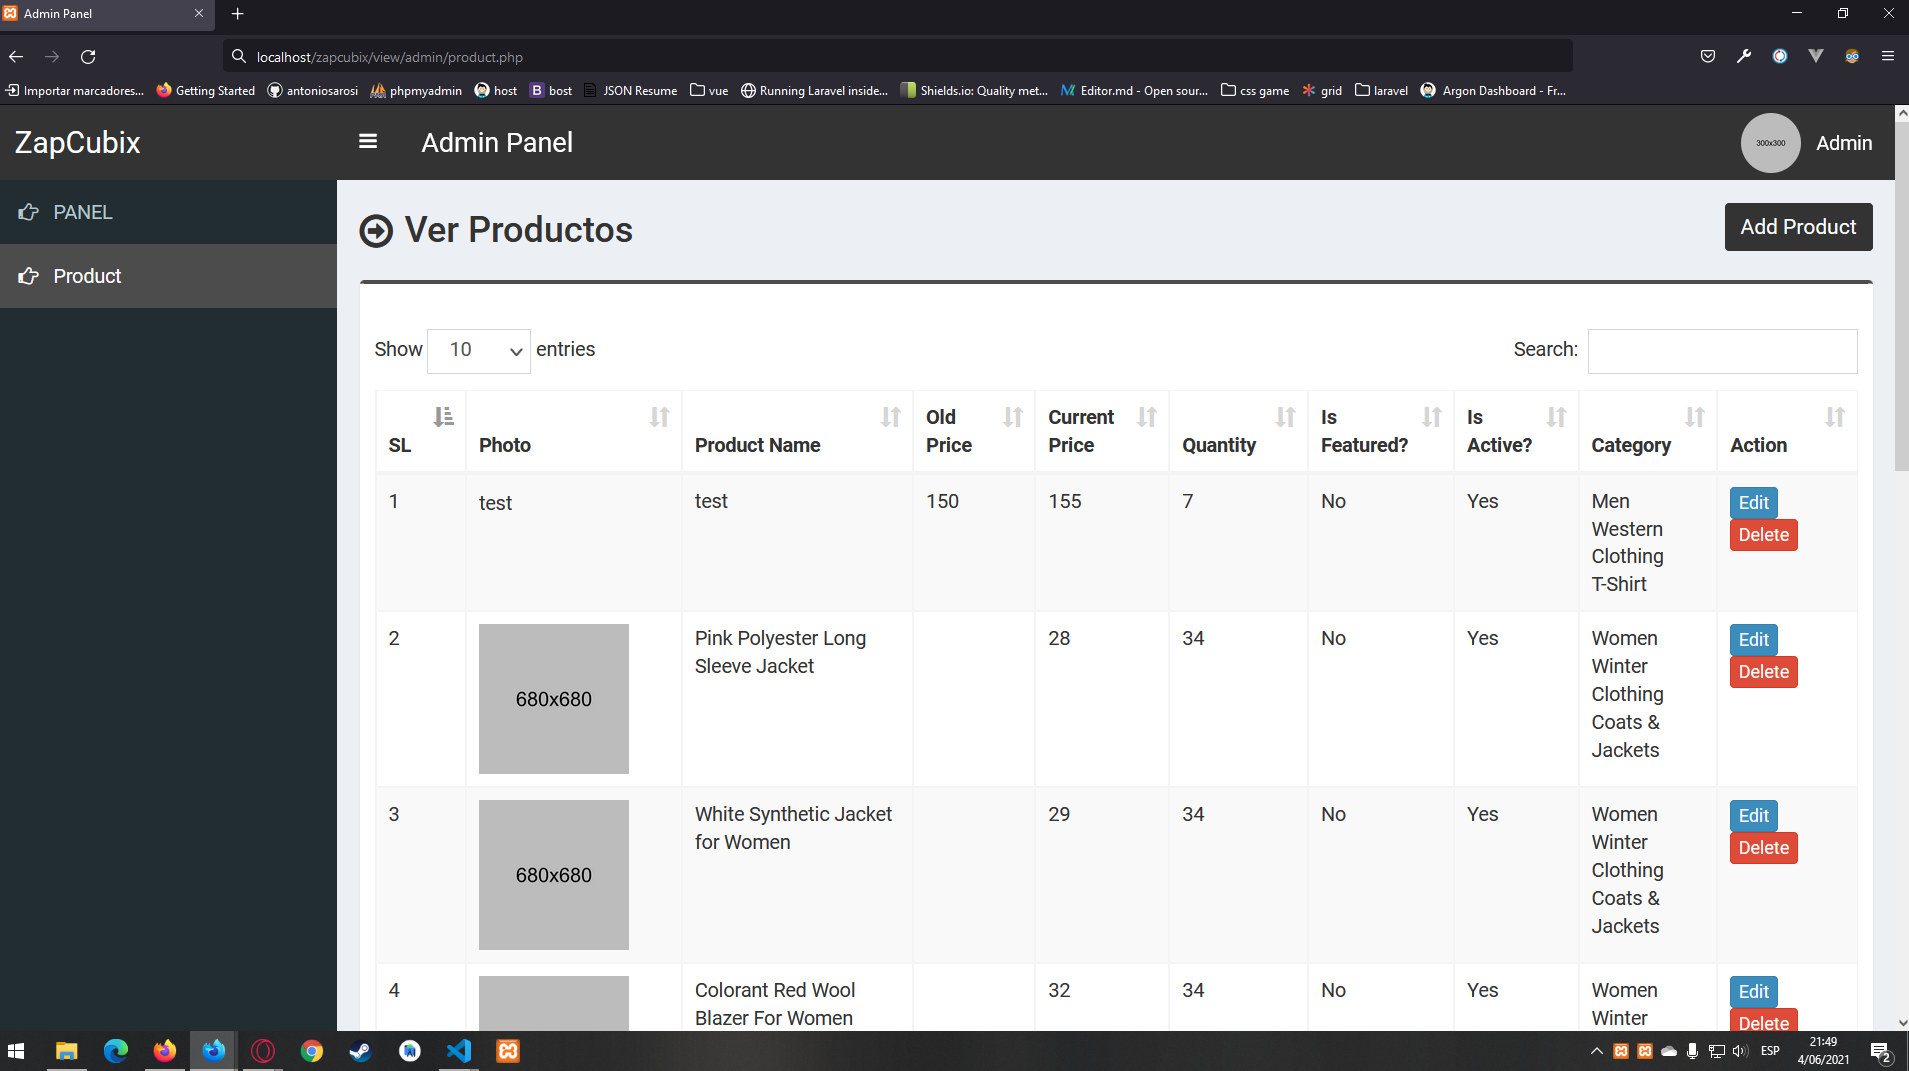 Admin Panel
localhost/zapcubix/view/admin/product.php
Importar marcadores... Getting Started antoniosarosi phpmyadmin host B bost JSON Resume vue Running Laravel inside... Shields.io: Quality met... Editor.md - Open sour... css game grid laravel Argon Dashboard - Fr...
ZapCubix Admin Panel 300x300 Admin
PANEL
Product
Ver Productos Add Product
Show 10 entries Search:
SL Photo Product Name Old Price Current Price Quantity Is Featured? Is Active? Category Action
1 test test 150 155 7 No Yes Men Edit
Western Delete
Clothing
T-Shirt
2 680x680 Pink Polyester Long 28 34 No Yes Women Edit
Sleeve Jacket Winter Delete
Clothing
Coats &
Jackets
3 680x680 White Synthetic Jacket 29 34 No Yes Women Edit
for Women Winter Delete
Clothing
Coats &
Jackets
4 Colorant Red Wool 32 34 No Yes Women Edit
Blazer For Women Winter Delete
ESP 21:49
4/06/2021 2